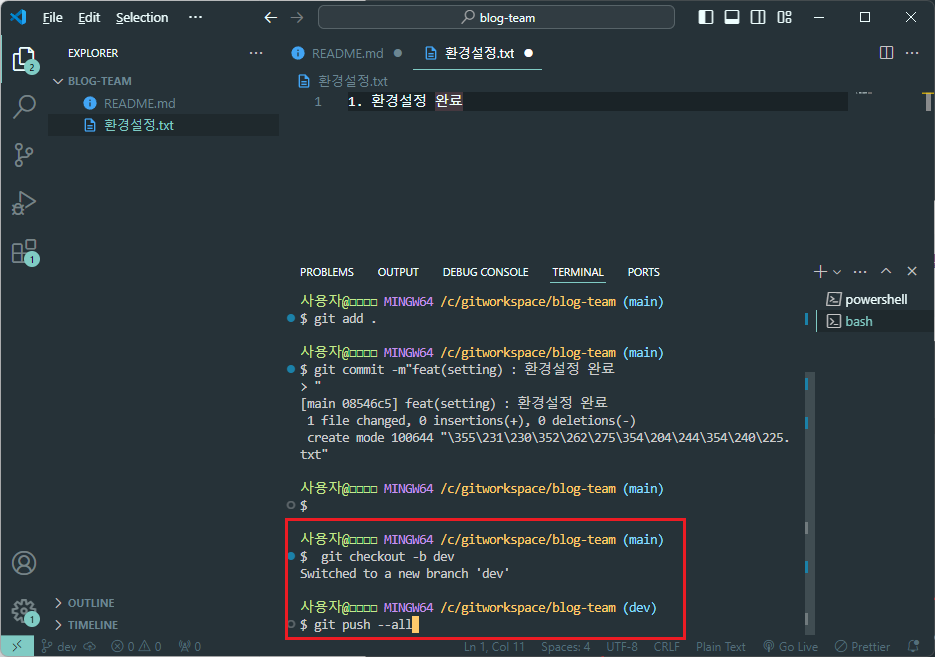 File Edit Selection ··· blog-team
EXPLORER ···
BLOG-TEAM
README.md
환경설정.txt
2
1
1
OUTLINE
TIMELINE
README.md 환경설정.txt
환경설정.txt
1 1. 환경설정 완료
PROBLEMS OUTPUT DEBUG CONSOLE TERMINAL PORTS
powershell
bash
사용자@□□□□ MINGW64 /c/gitworkspace/blog-team (main)
$ git add .
사용자@□□□□ MINGW64 /c/gitworkspace/blog-team (main)
$ git commit -m"feat(setting) : 환경설정 완료
> "
[main 08546c5] feat(setting) : 환경설정 완료
1 file changed, 0 insertions(+), 0 deletions(-)
create mode 100644 "\355\231\230\352\262\275\354\204\244\354\240\225.
txt"
사용자@□□□□ MINGW64 /c/gitworkspace/blog-team (main)
$
사용자@□□□□ MINGW64 /c/gitworkspace/blog-team (main)
$  git checkout -b dev
Switched to a new branch 'dev'
사용자@□□□□ MINGW64 /c/gitworkspace/blog-team (dev)
$ git push --all
dev 0 0 0 Ln 1, Col 11 Spaces: 4 UTF-8 CRLF Plain Text Go Live Prettier